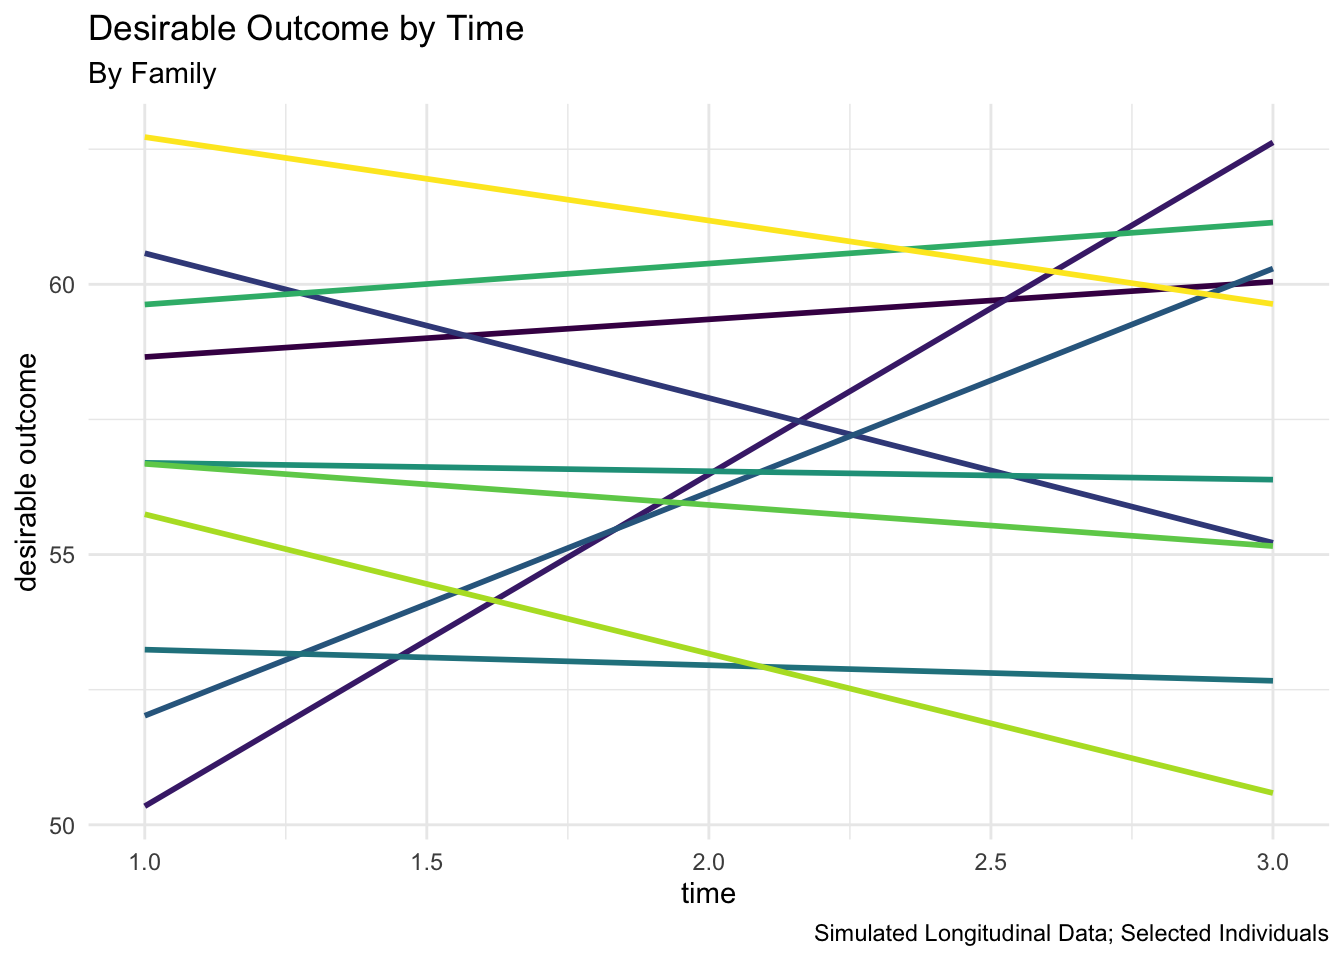 Desirable Outcome by Time
By Family
desirable outcome
60
55
50
1.0 1.5 2.0 2.5 3.0
time
Simulated Longitudinal Data; Selected Individuals